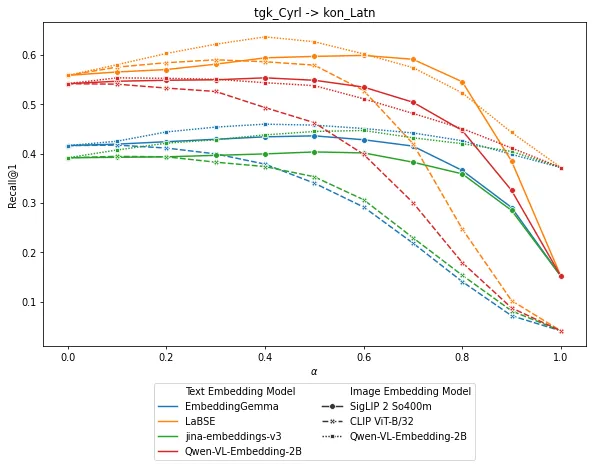 tgk_Cyrl -> kon_Latn
Recall@1
0.6
0.5
0.4
0.3
0.2
0.1
0.0 0.2 0.4 0.6 0.8 1.0
α
Text Embedding Model
EmbeddingGemma
LaBSE
jina-embeddings-v3
Qwen-VL-Embedding-2B
Image Embedding Model
SigLIP 2 So400m
CLIP ViT-B/32
Qwen-VL-Embedding-2B